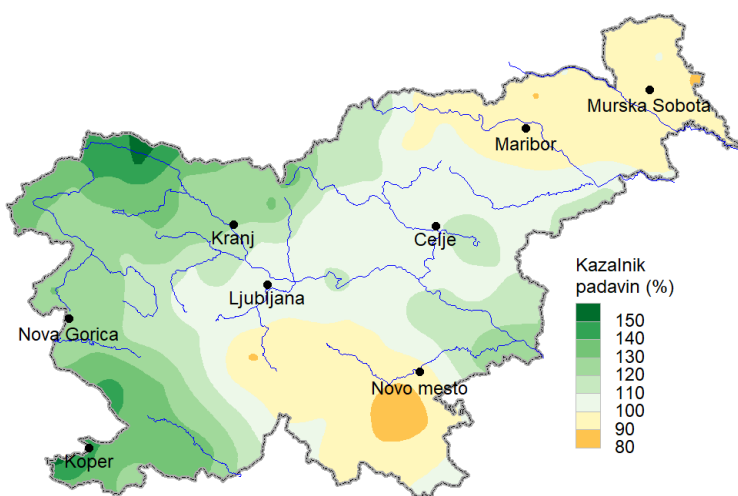 Murska Sobota
Maribor
Kranj
Celje
Ljubljana
Nova Gorica
Novo mesto
Koper
Kazalnik
padavin (%)
150
140
130
120
110
100
90
80